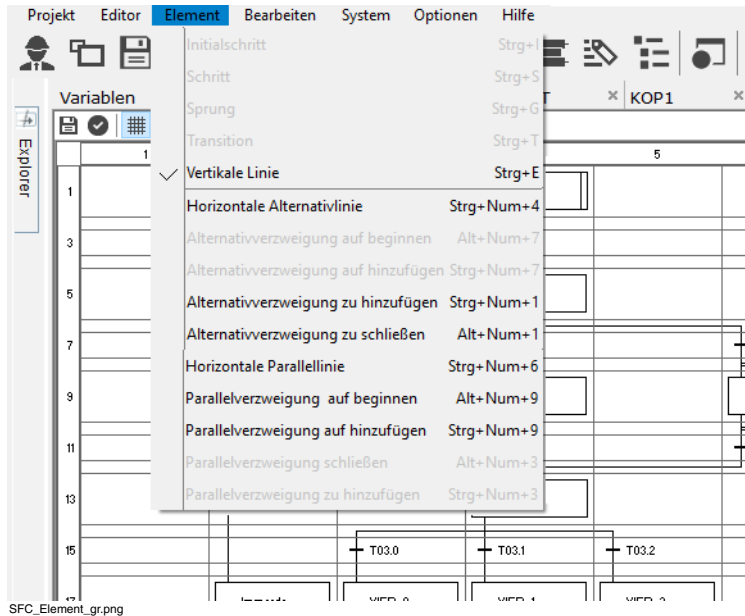 Projekt Editor Element Bearbeiten System Optionen Hilfe
Initialschritt Strg+I
Schritt Strg+S
Variablen
KOP1
Sprung Strg+G
Explorer
Transition Strg+T
1 5
Vertikale Linie Strg+E
1
Horizontale Alternativlinie Strg+Num+4
Alternativverzweigung auf beginnen Alt+Num+7
3
Alternativverzweigung auf hinzufügen Strg+Num+7
5
Alternativverzweigung zu hinzufügen Strg+Num+1
Alternativverzweigung zu schließen Alt+Num+1
7
Horizontale Parallellinie Strg+Num+6
Parallelverzweigung auf beginnen Alt+Num+9
9
Parallelverzweigung auf hinzufügen Strg+Num+9
11
Parallelverzweigung schließen Alt+Num+3
Parallelverzweigung zu hinzufügen Strg+Num+3
13
15 T03.0 T03.1 T03.2
SFC_Element_gr.png